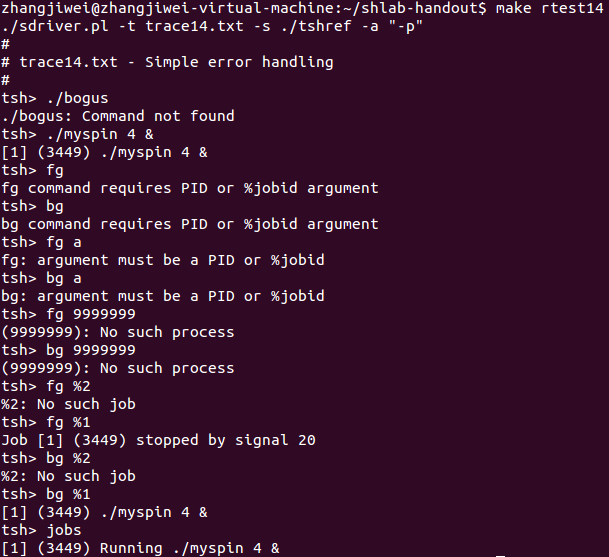 zhangjiwei@zhangjiwei-virtual-machine:~/shlab-handout$ make rtest14
./sdriver.pl -t trace14.txt -s ./tshref -a "-p"
#
# trace14.txt - Simple error handling
#
tsh> ./bogus
./bogus: Command not found
tsh> ./myspin 4 &
[1] (3449) ./myspin 4 &
tsh> fg
fg command requires PID or %jobid argument
tsh> bg
bg command requires PID or %jobid argument
tsh> fg a
fg: argument must be a PID or %jobid
tsh> bg a
bg: argument must be a PID or %jobid
tsh> fg 9999999
(9999999): No such process
tsh> bg 9999999
(9999999): No such process
tsh> fg %2
%2: No such job
tsh> fg %1
Job [1] (3449) stopped by signal 20
tsh> bg %2
%2: No such job
tsh> bg %1
[1] (3449) ./myspin 4 &
tsh> jobs
[1] (3449) Running ./myspin 4 &